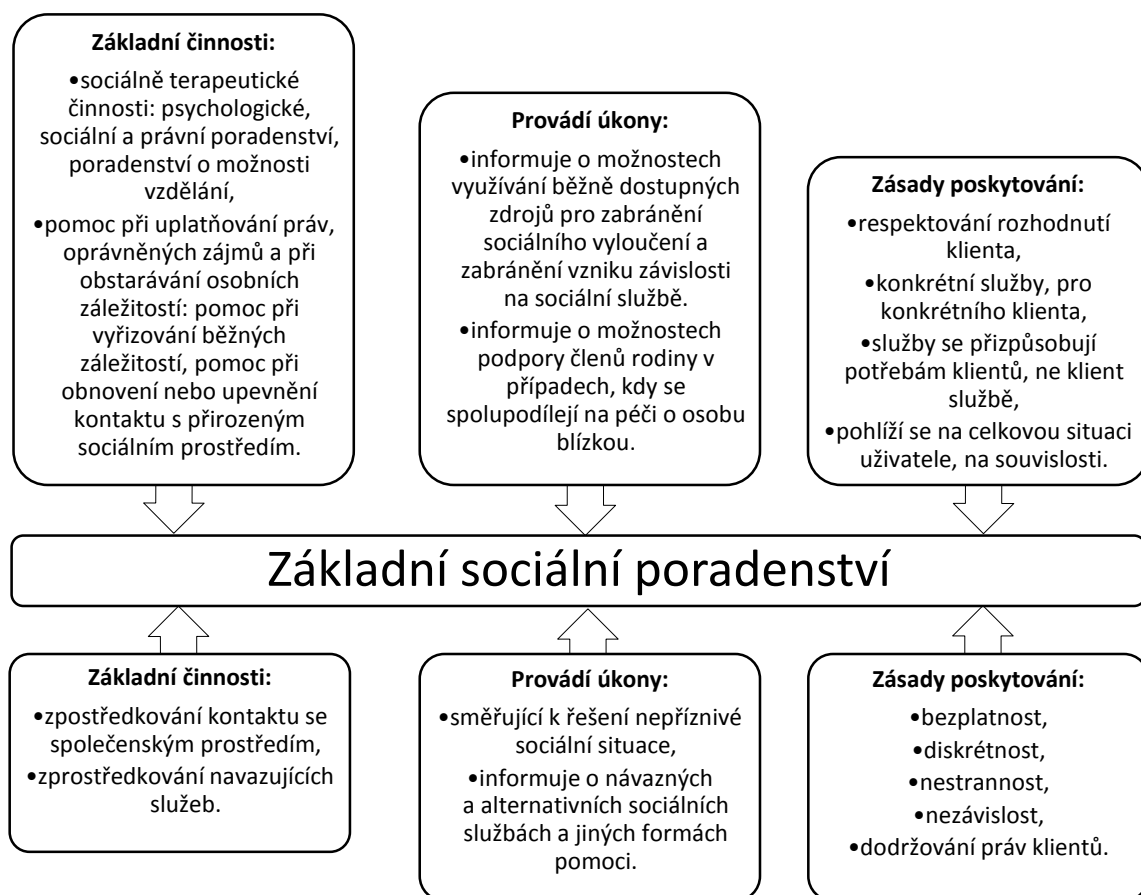 Základní činnosti:
•sociálně terapeutické
činnosti: psychologické,
sociální a právní poradenství,
poradenství o možnosti
vzdělání,
•pomoc při uplatňování práv,
oprávněných zájmů a při
obstarávání osobních
záležitostí: pomoc při
vyřizování běžných
záležitostí, pomoc při
obnovení nebo upevnění
kontaktu s přirozeným
sociálním prostředím.
Provádí úkony:
•informuje o možnostech
využívání běžně dostupných
zdrojů pro zabránění
sociálního vyloučení a
zabránění vzniku závislosti
na sociální službě.
•informuje o možnostech
podpory členů rodiny v
případech, kdy se
spolupodílejí na péči o osobu
blízkou.
Zásady poskytování:
•respektování rozhodnutí
klienta,
•konkrétní služby, pro
konkrétního klienta,
•služby se přizpůsobují
potřebám klientů, ne klient
službě,
•pohlíží se na celkovou situaci
uživatele, na souvislosti.
Základní sociální poradenství
Základní činnosti:
•zpostředkování kontaktu se
společenským prostředím,
•zprostředkování navazujících
služeb.
Provádí úkony:
•směřující k řešení nepříznivé
sociální situace,
•informuje o návazných
a alternativních sociálních
službách a jiných formách
pomoci.
Zásady poskytování:
•bezplatnost,
•diskrétnost,
•nestrannost,
•nezávislost,
•dodržování práv klientů.